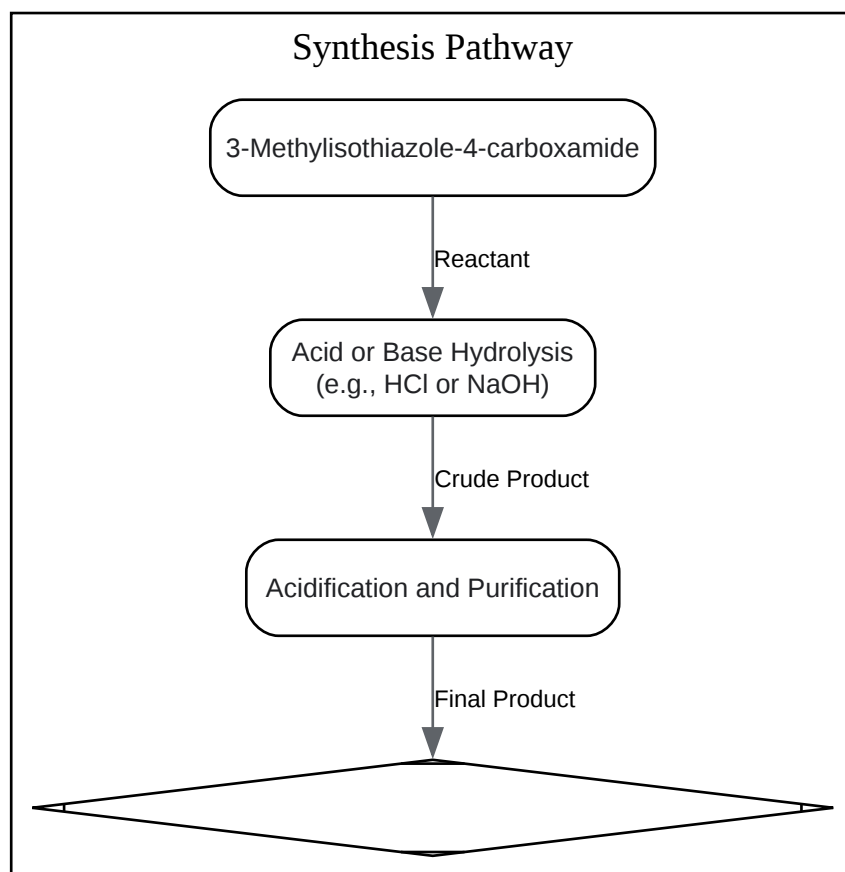 Synthesis Pathway
3-Methylisothiazole-4-carboxamide
Reactant
Acid or Base Hydrolysis
(e.g., HCl or NaOH)
Crude Product
Acidification and Purification
Final Product